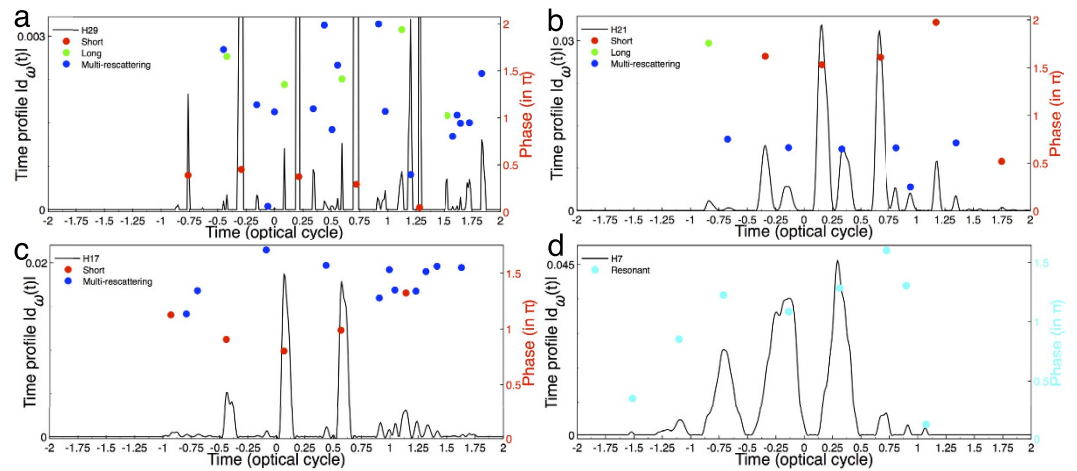 a
H29
Short
Long
Multi-rescattering
0.003
0
Time profile |d_ω(t)|
2
1.5
1
0.5
0
Phase (in π)
-2 -1.75 -1.5 -1.25 -1 -0.75 -0.5 -0.25 0 0.25 0.5 0.75 1 1.25 1.5 1.75 2
Time (optical cycle)
b
H21
Short
Long
Multi-rescattering
0.03
0
Time profile |d_ω(t)|
2
1.5
1
0.5
0
Phase (in π)
-2 -1.75 -1.5 -1.25 -1 -0.75 -0.5 -0.25 0 0.25 0.5 0.75 1 1.25 1.5 1.75 2
Time (optical cycle)
c
H17
Short
Multi-rescattering
0.02
0
Time profile |d_ω(t)|
1.5
1
0.5
0
Phase (in π)
-2 -1.75 -1.5 -1.25 -1 -0.75 -0.5 -0.25 0 0.25 0.5 0.75 1 1.25 1.5 1.75 2
Time (optical cycle)
d
H7
Resonant
0.045
0
Time profile |d_ω(t)|
1.5
1
0.5
0
Phase (in π)
-2 -1.75 -1.5 -1.25 -1 -0.75 -0.5 -0.25 0 0.25 0.5 0.75 1 1.25 1.5 1.75 2
Time (optical cycle)